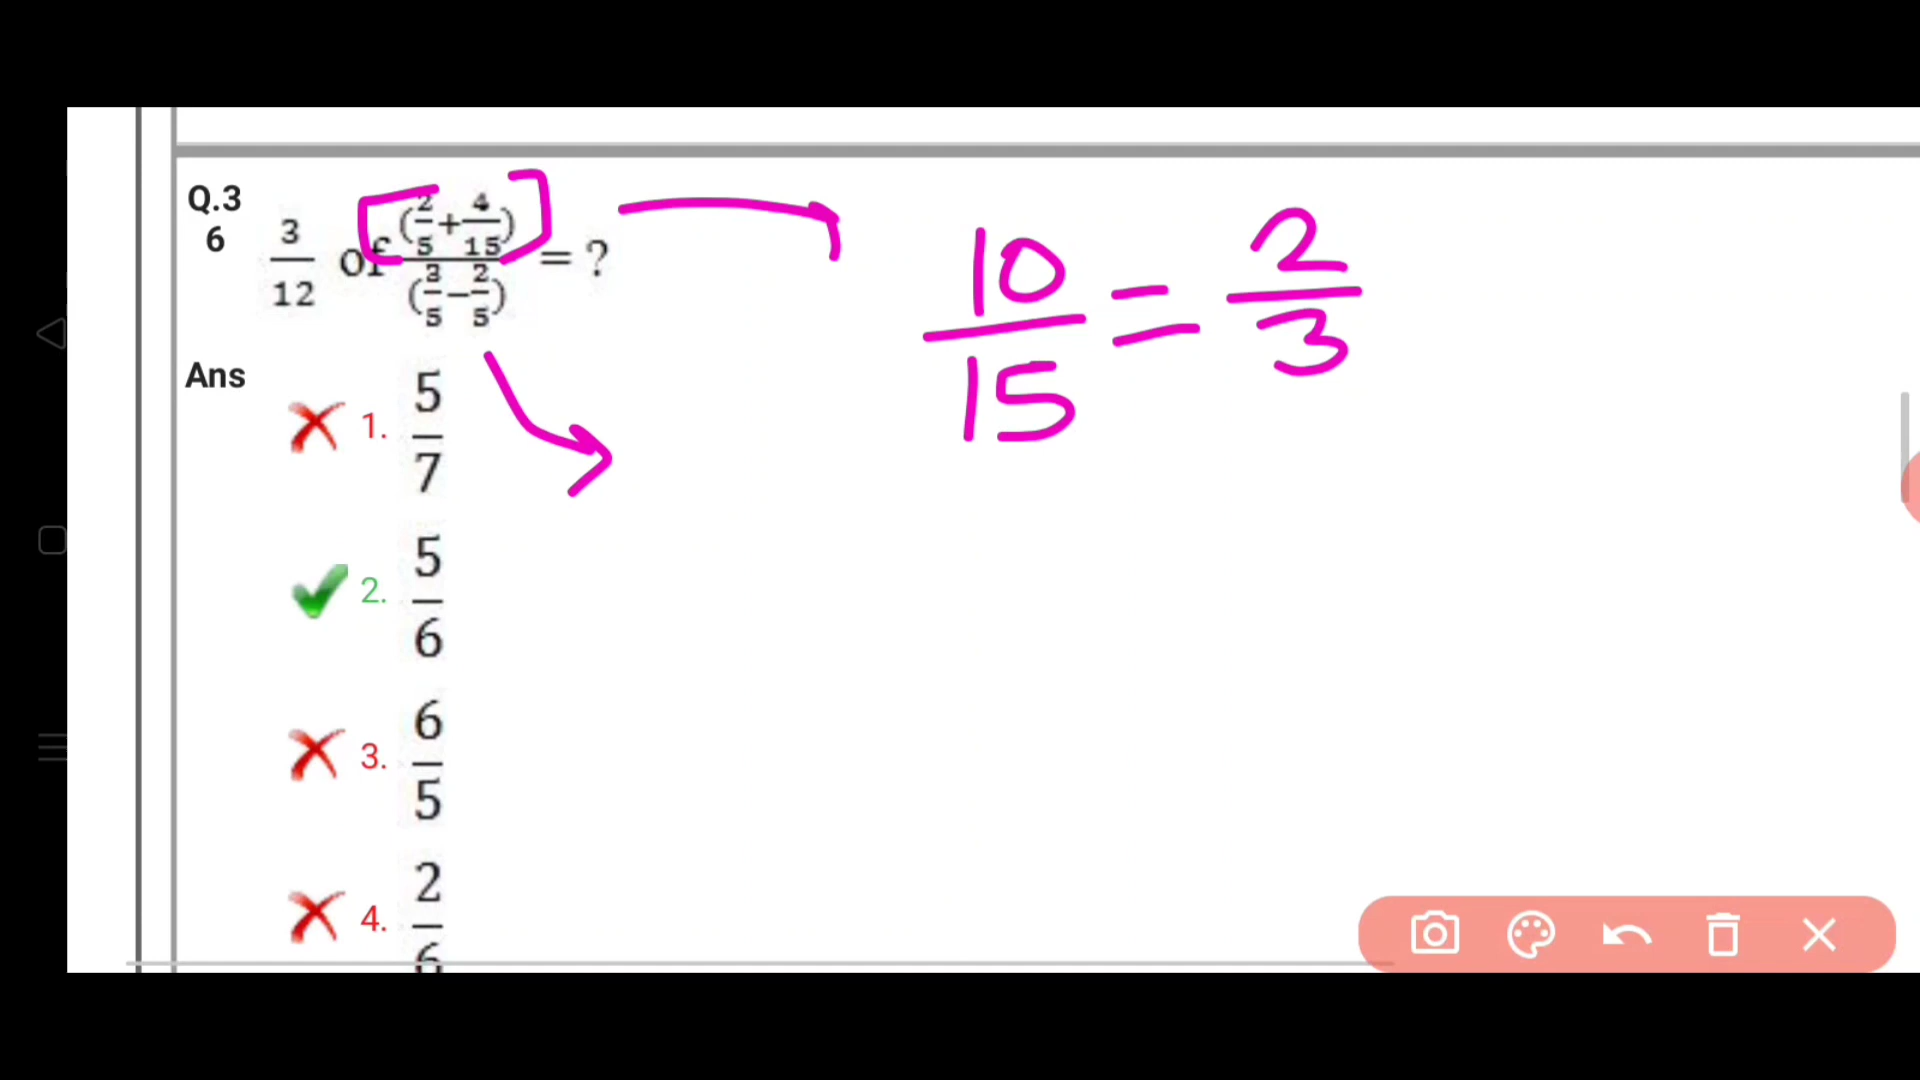 Q.3
6
3/12 of (2/5+4/15)/(3/5−2/5) = ?
10/15 = 2/3
Ans
1. 5/7
2. 5/6
3. 6/5
4. 2/6